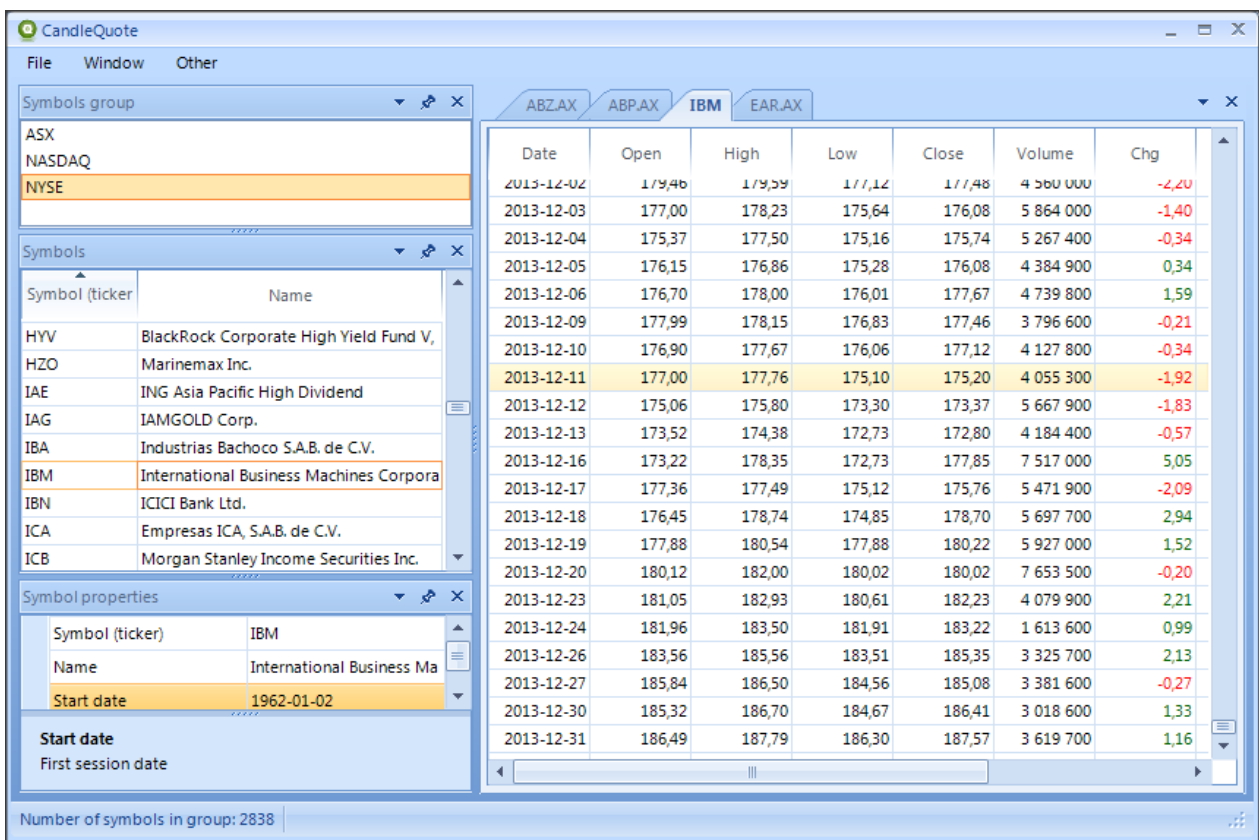 CandleQuote
File Window Other
Symbols group
ASX
NASDAQ
NYSE
Symbols
Symbol (ticker Name
HYV BlackRock Corporate High Yield Fund V,
HZO Marinemax Inc.
IAE ING Asia Pacific High Dividend
IAG IAMGOLD Corp.
IBA Industrias Bachoco S.A.B. de C.V.
IBM International Business Machines Corpora
IBN ICICI Bank Ltd.
ICA Empresas ICA, S.A.B. de C.V.
ICB Morgan Stanley Income Securities Inc.
Symbol properties
Symbol (ticker) IBM
Name International Business Ma
Start date 1962-01-02
Start date
First session date
ABZ.AX ABP.AX IBM EAR.AX
Date Open High Low Close Volume Chg
2013-12-02 179,46 179,59 177,12 177,48 4 560 000 -2,20
2013-12-03 177,00 178,23 175,64 176,08 5 864 000 -1,40
2013-12-04 175,37 177,50 175,16 175,74 5 267 400 -0,34
2013-12-05 176,15 176,86 175,28 176,08 4 384 900 0,34
2013-12-06 176,70 178,00 176,01 177,67 4 739 800 1,59
2013-12-09 177,99 178,15 176,83 177,46 3 796 600 -0,21
2013-12-10 176,90 177,67 176,06 177,12 4 127 800 -0,34
2013-12-11 177,00 177,76 175,10 175,20 4 055 300 -1,92
2013-12-12 175,06 175,80 173,30 173,37 5 667 900 -1,83
2013-12-13 173,52 174,38 172,73 172,80 4 184 400 -0,57
2013-12-16 173,22 178,35 172,73 177,85 7 517 000 5,05
2013-12-17 177,36 177,49 175,12 175,76 5 471 900 -2,09
2013-12-18 176,45 178,74 174,85 178,70 5 697 700 2,94
2013-12-19 177,88 180,54 177,88 180,22 5 927 000 1,52
2013-12-20 180,12 182,00 180,02 180,02 7 653 500 -0,20
2013-12-23 181,05 182,93 180,61 182,23 4 079 900 2,21
2013-12-24 181,96 183,50 181,91 183,22 1 613 600 0,99
2013-12-26 183,56 185,56 183,51 185,35 3 325 700 2,13
2013-12-27 185,84 186,50 184,56 185,08 3 381 600 -0,27
2013-12-30 185,32 186,70 184,67 186,41 3 018 600 1,33
2013-12-31 186,49 187,79 186,30 187,57 3 619 700 1,16
Number of symbols in group: 2838